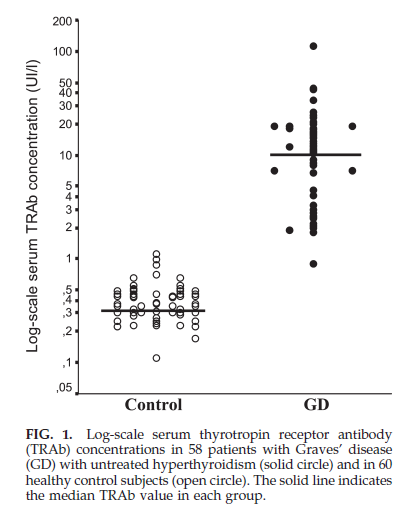 Log-scale serum TRAb concentration (UI/l)
200
100
50
40
30
20
10
5
4
3
2
1
,5
,4
,3
,2
,1
,05
Control GD
FIG. 1. Log-scale serum thyrotropin receptor antibody
(TRAb) concentrations in 58 patients with Graves’ disease
(GD) with untreated hyperthyroidism (solid circle) and in 60
healthy control subjects (open circle). The solid line indicates
the median TRAb value in each group.